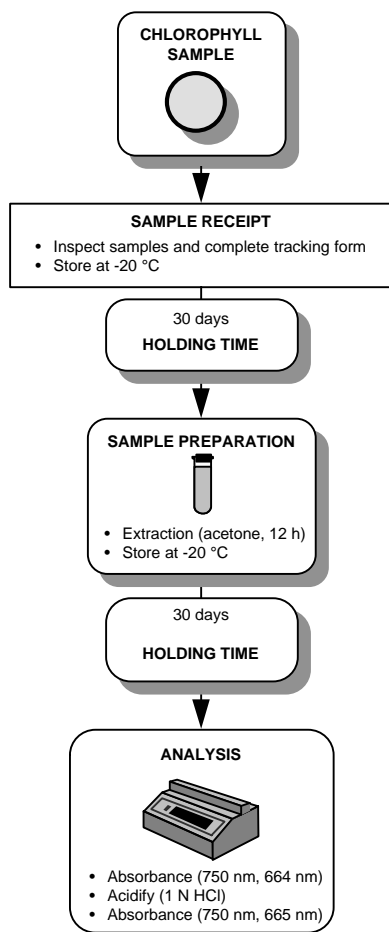 CHLOROPHYLL
SAMPLE
SAMPLE RECEIPT
• Inspect samples and complete tracking form
• Store at -20 °C
30 days
HOLDING TIME
SAMPLE PREPARATION
• Extraction (acetone, 12 h)
• Store at -20 °C
30 days
HOLDING TIME
ANALYSIS
• Absorbance (750 nm, 664 nm)
• Acidify (1 N HCl)
• Absorbance (750 nm, 665 nm)